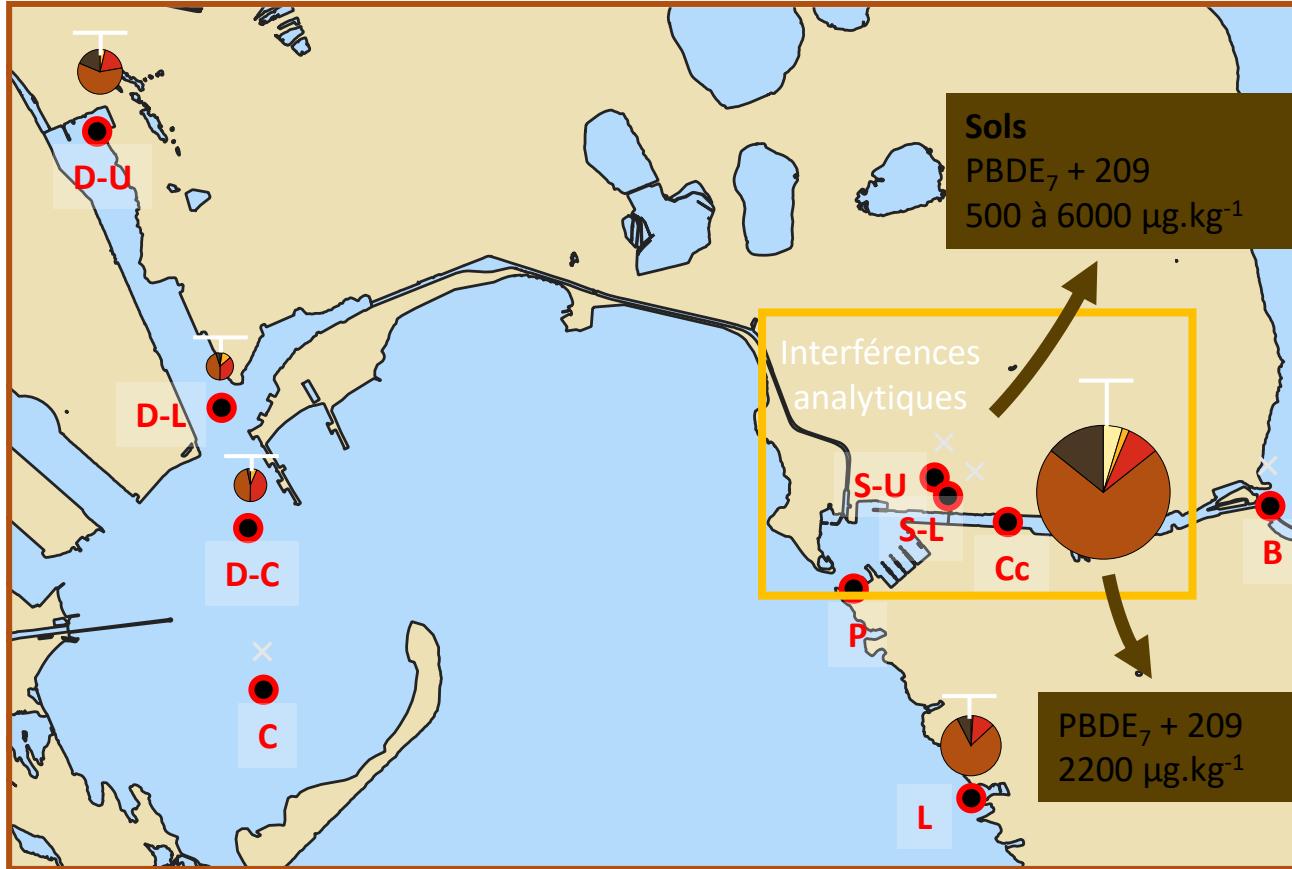 D-U
Sols
PBDE₇ + 209
500 à 6000 µg.kg⁻¹
Interférences
analytiques
D-L
S-U
S-L
Cc
B
D-C
P
C
PBDE₇ + 209
2200 µg.kg⁻¹
L